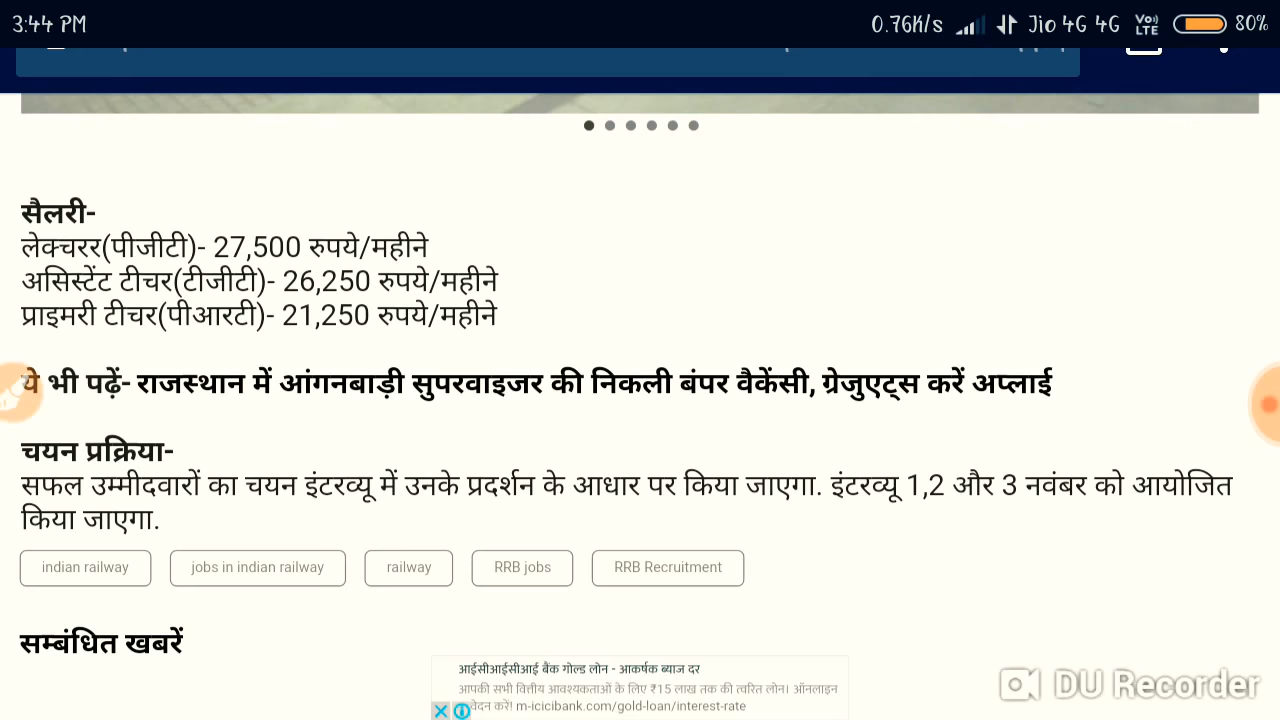 3:44 PM
0.76K/s Jio 4G 4G Vo) LTE 80%
सैलरी-
लेक्चरर(पीजीटी)- 27,500 रुपये/महीने
असिस्टेंट टीचर(टीजीटी)- 26,250 रुपये/महीने
प्राइमरी टीचर(पीआरटी)- 21,250 रुपये/महीने
ये भी पढ़ें- राजस्थान में आंगनबाड़ी सुपरवाइजर की निकली बंपर वैकेंसी, ग्रेजुएट्स करें अप्लाई
चयन प्रक्रिया-
सफल उम्मीदवारों का चयन इंटरव्यू में उनके प्रदर्शन के आधार पर किया जाएगा. इंटरव्यू 1,2 और 3 नवंबर को आयोजित
किया जाएगा.
indian railway jobs in indian railway railway RRB jobs RRB Recruitment
सम्बंधित खबरें
आईसीआईसीआई बैंक गोल्ड लोन - आकर्षक ब्याज दर
आपकी सभी वित्तीय आवश्यकताओं के लिए ₹15 लाख तक की त्वरित लोन। ऑनलाइन
करें! m-icicibank.com/gold-loan/interest-rate
DU Recorder